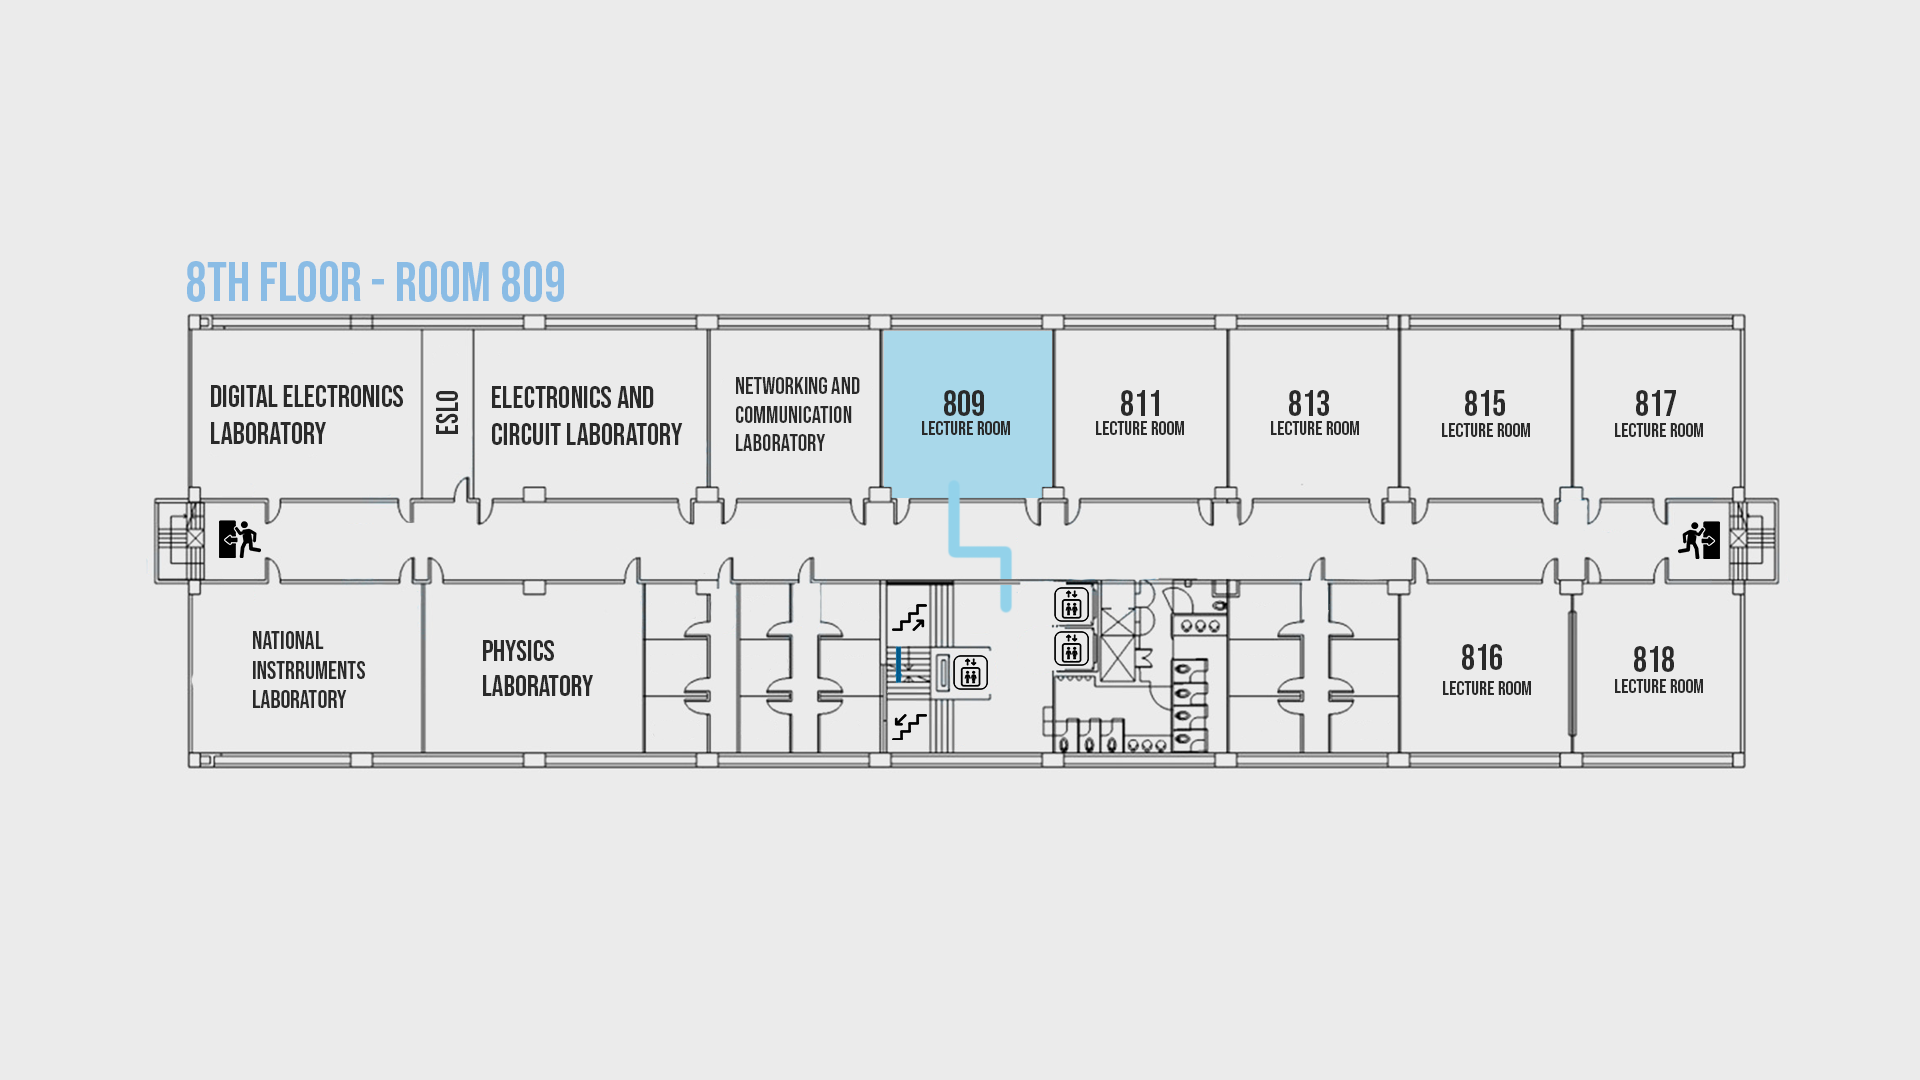 8TH FLOOR - ROOM 809
DIGITAL ELECTRONICS
LABORATORY
ESLO
ELECTRONICS AND
CIRCUIT LABORATORY
NETWORKING AND
COMMUNICATION
LABORATORY
809
LECTURE ROOM
811
LECTURE ROOM
813
LECTURE ROOM
815
LECTURE ROOM
817
LECTURE ROOM
NATIONAL
INSTRRUMENTS
LABORATORY
PHYSICS
LABORATORY
816
LECTURE ROOM
818
LECTURE ROOM